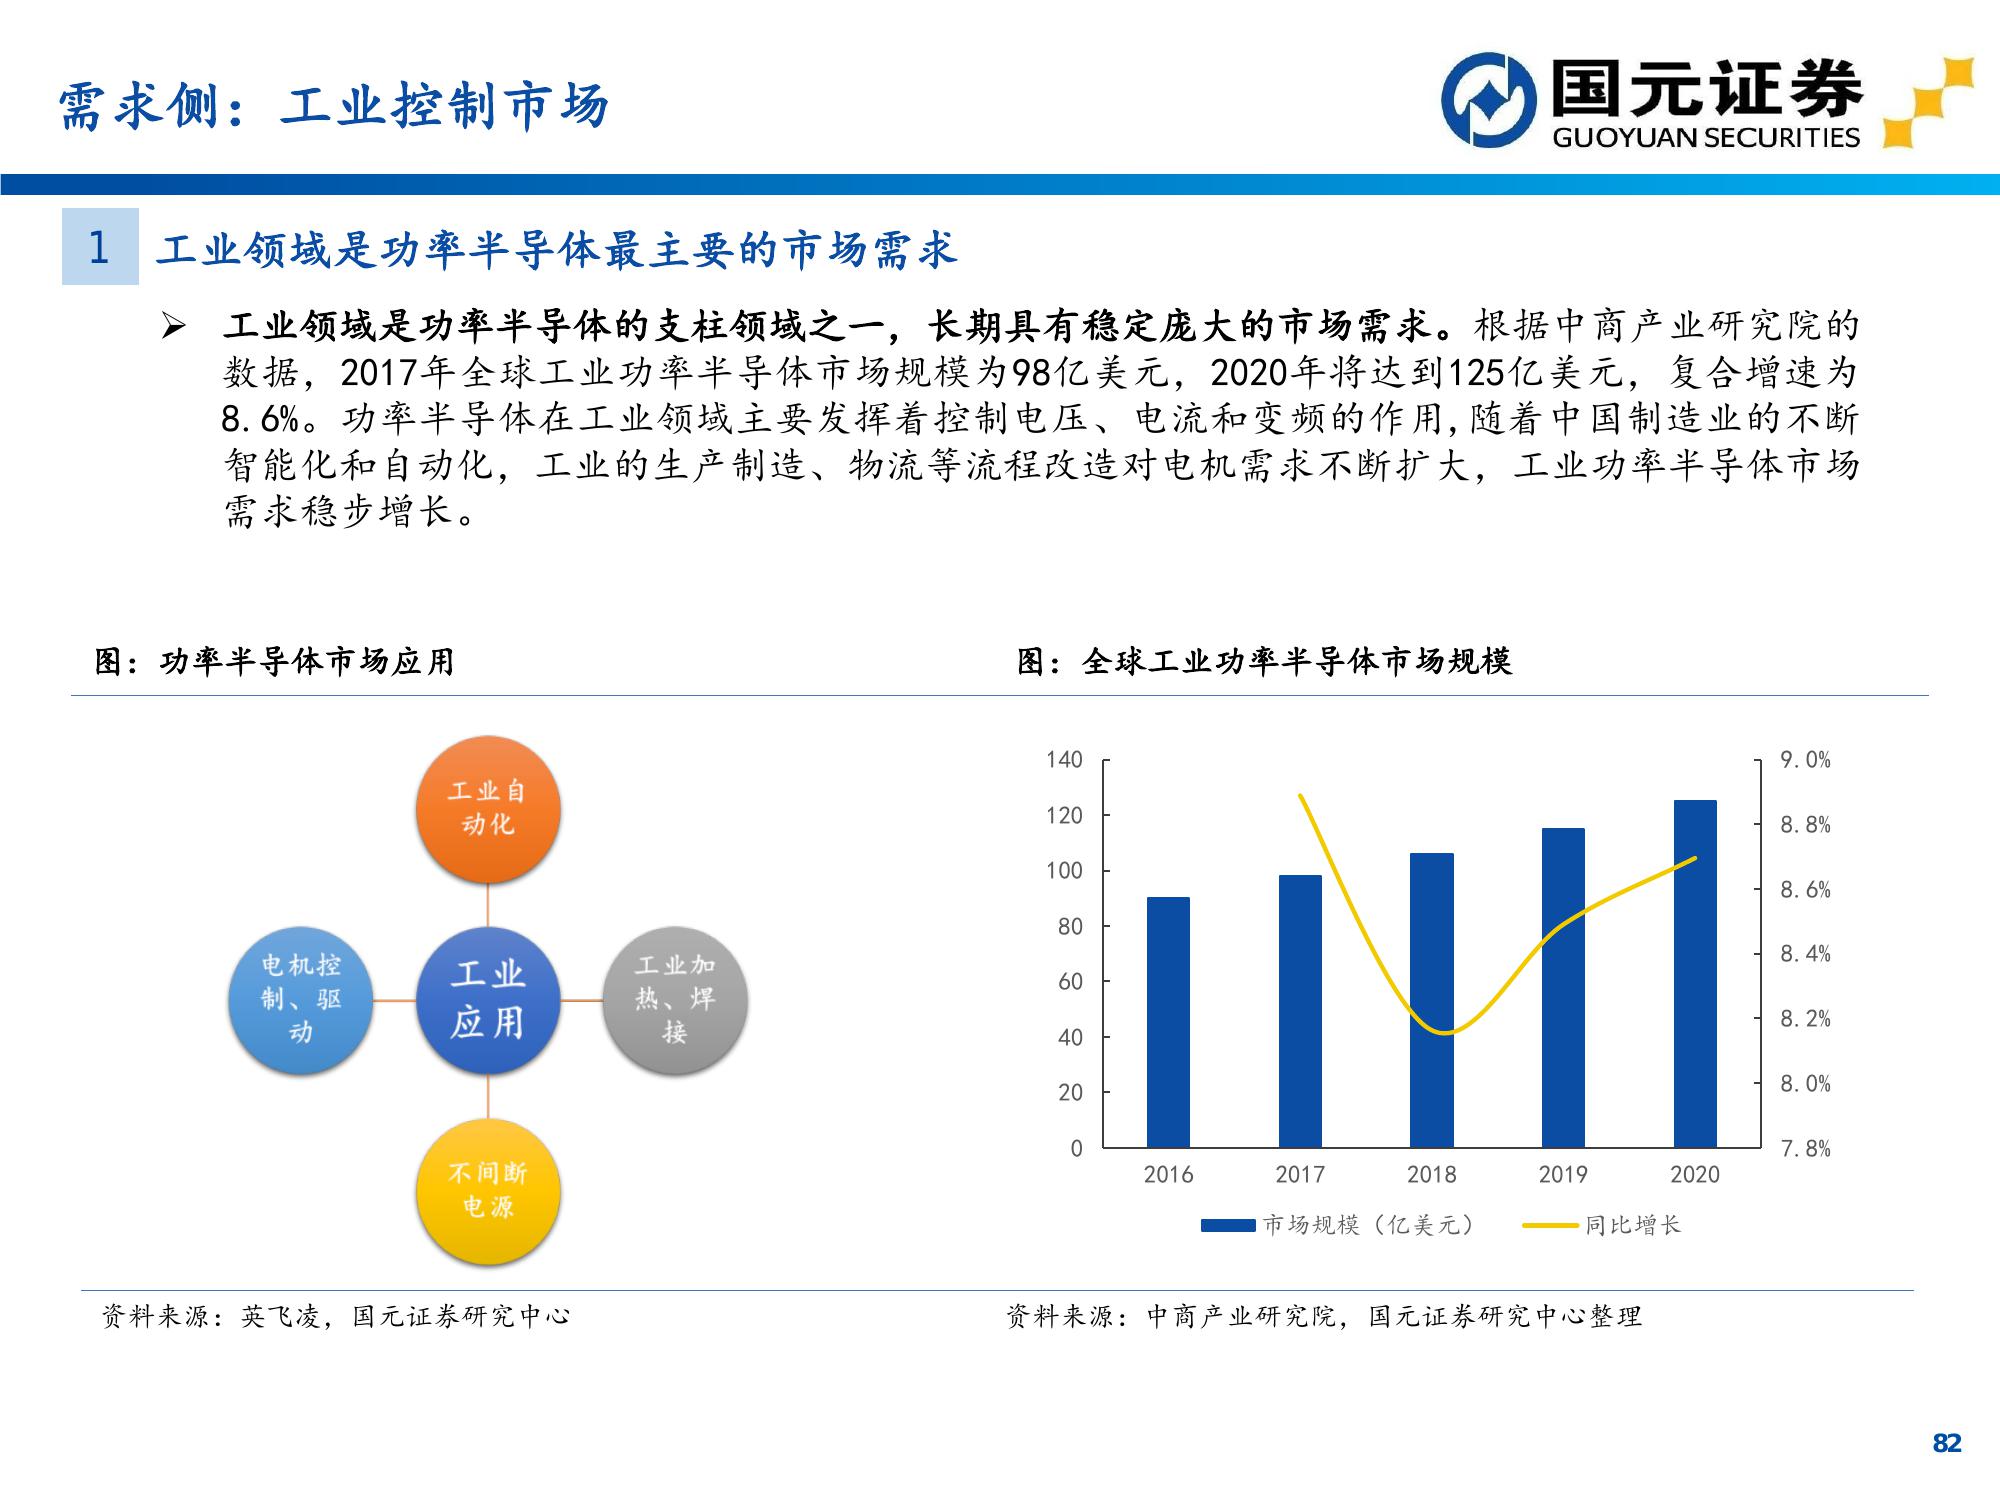 需求侧：工业控制市场
国元证券
GUOYUAN SECURITIES
1
工业领域是功率半导体最主要的市场需求
工业领域是功率半导体的支柱领域之一，长期具有稳定庞大的市场需求。根据中商产业研究院的
数据，2017年全球工业功率半导体市场规模为98亿美元，2020年将达到125亿美元，复合增速为
8.6%。功率半导体在工业领域主要发挥着控制电压、电流和变频的作用,随着中国制造业的不断
智能化和自动化，工业的生产制造、物流等流程改造对电机需求不断扩大，工业功率半导体市场
需求稳步增长。
图：功率半导体市场应用
工业自
动化
电机控
制、驱
动
工业
应用
工业加
热、焊
接
不间断
电源
资料来源：英飞凌，国元证券研究中心
图：全球工业功率半导体市场规模
140
120
100
80
60
40
20
0
9.0%
8.8%
8.6%
8.4%
8.2%
8.0%
7.8%
2016 2017 2018 2019 2020
市场规模（亿美元） 同比增长
资料来源：中商产业研究院，国元证券研究中心整理
82